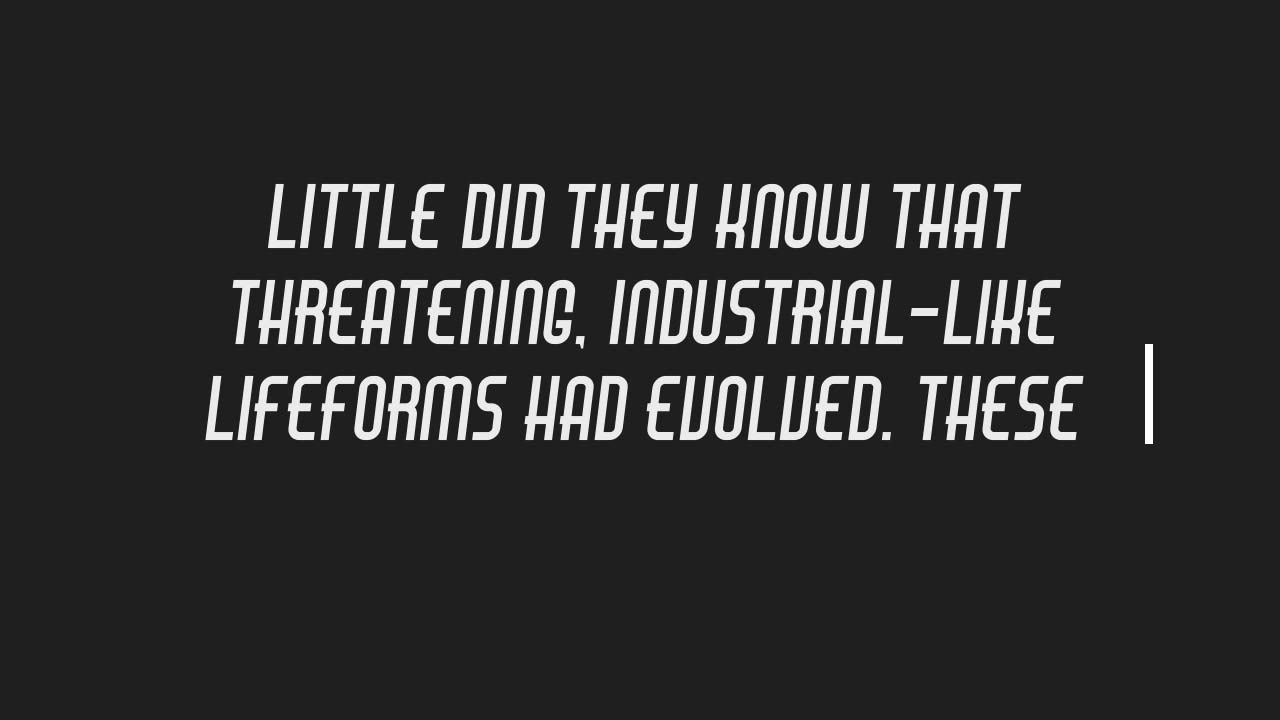 LITTLE DID THEY KNOW THAT
THREATENING, INDUSTRIAL-LIKE
LIFEFORMS HAD EVOLVED. THESE